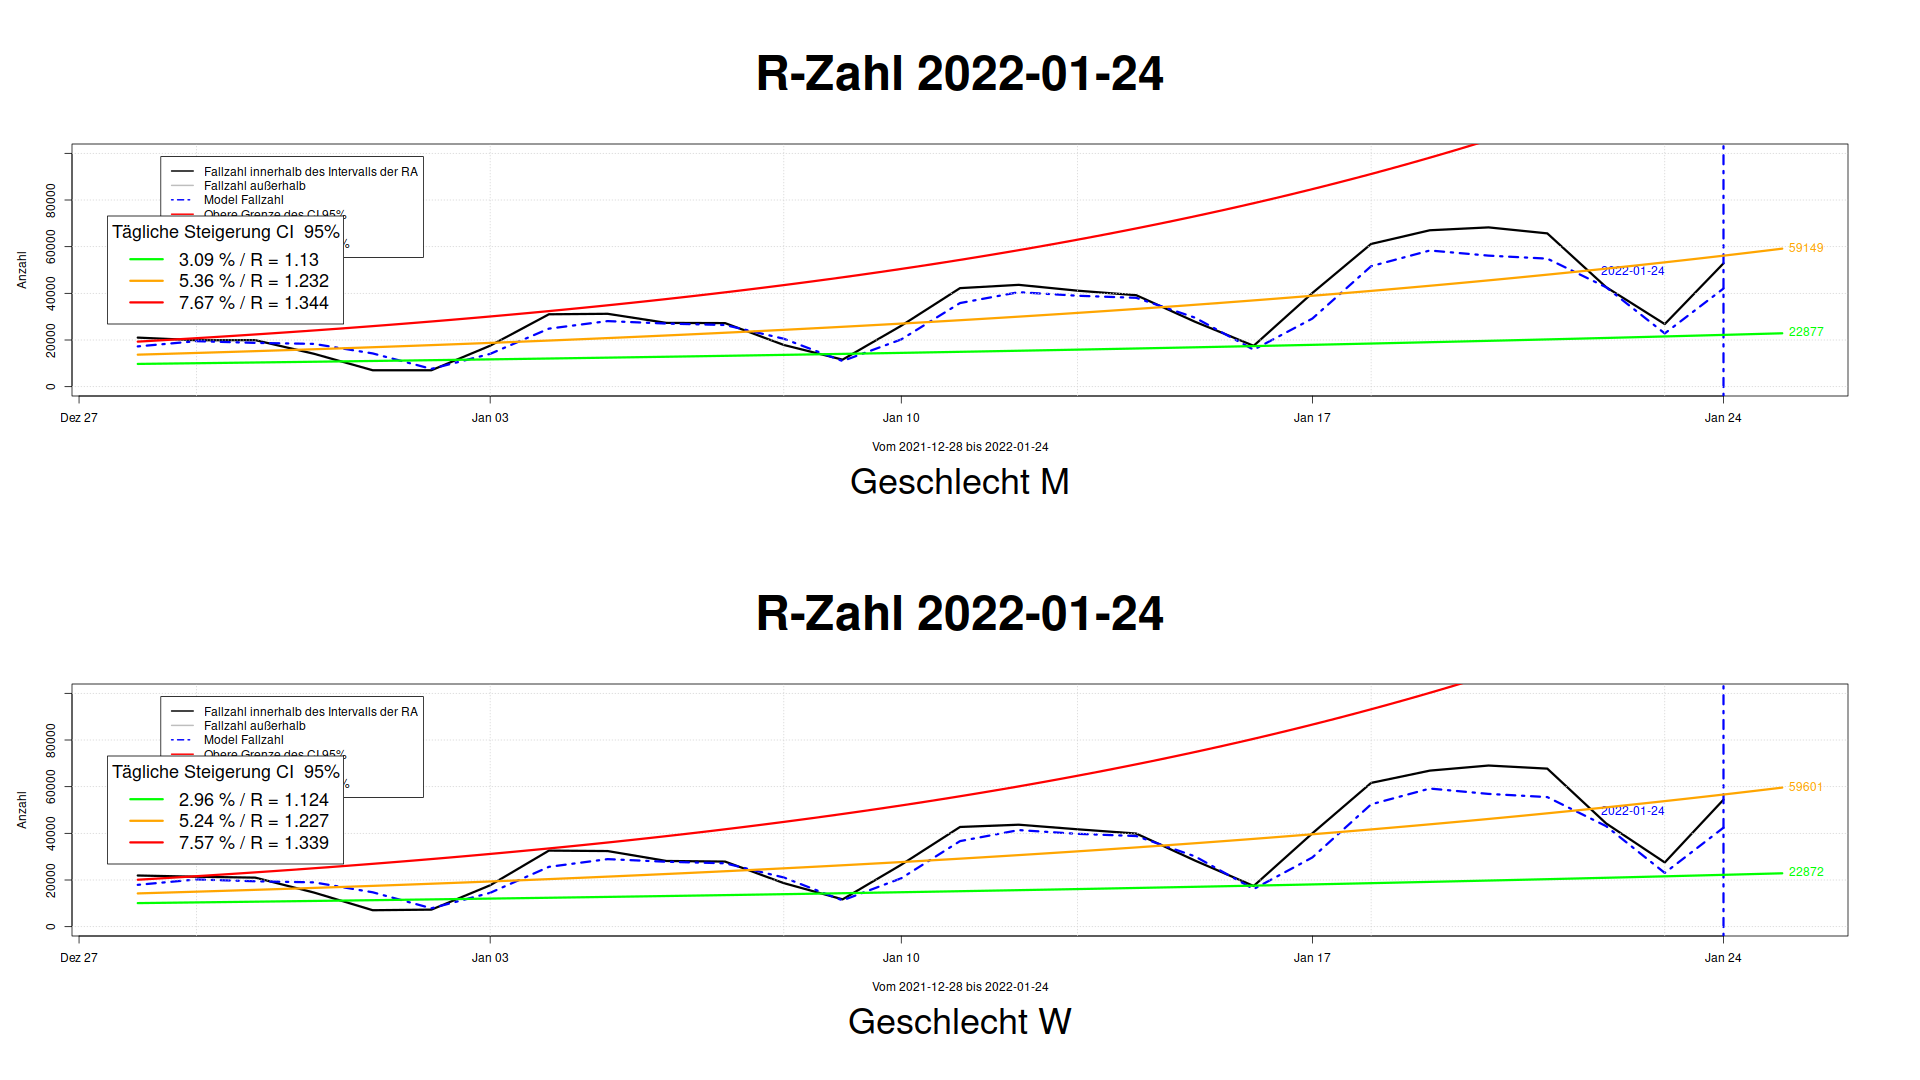 R-Zahl 2022-01-24
Fallzahl innerhalb des Intervalls der RA
Fallzahl außerhalb
Model Fallzahl
Obere Grenze des CI 95%
%
Tägliche Steigerung CI 95%
3.09 % / R = 1.13
5.36 % / R = 1.232
7.67 % / R = 1.344
Anzahl
0
20000
40000
60000
80000
2022-01-24
59149
22877
Dez 27
Jan 03
Jan 10
Jan 17
Jan 24
Vom 2021-12-28 bis 2022-01-24
Geschlecht M
R-Zahl 2022-01-24
Fallzahl innerhalb des Intervalls der RA
Fallzahl außerhalb
Model Fallzahl
Obere Grenze des CI 95%
%
Tägliche Steigerung CI 95%
2.96 % / R = 1.124
5.24 % / R = 1.227
7.57 % / R = 1.339
Anzahl
0
20000
40000
60000
80000
2022-01-24
59601
22872
Dez 27
Jan 03
Jan 10
Jan 17
Jan 24
Vom 2021-12-28 bis 2022-01-24
Geschlecht W